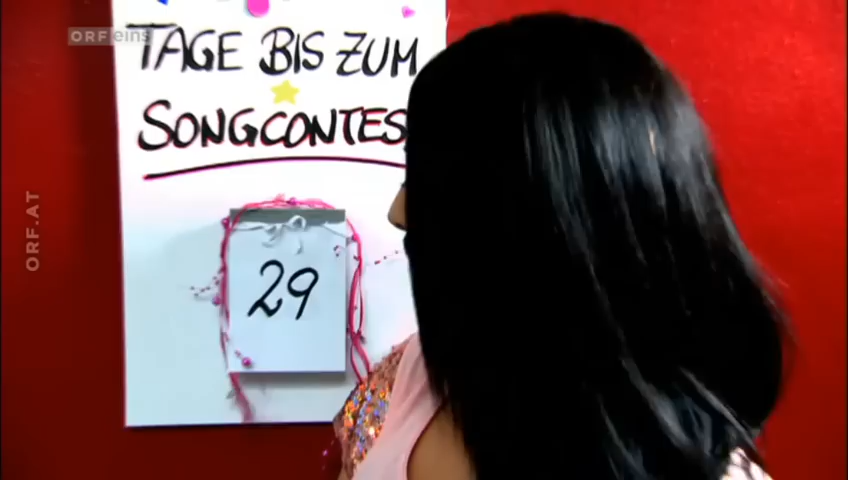 ORF eins
TAGE BIS ZUM
SONGCONTES
29
ORF.AT